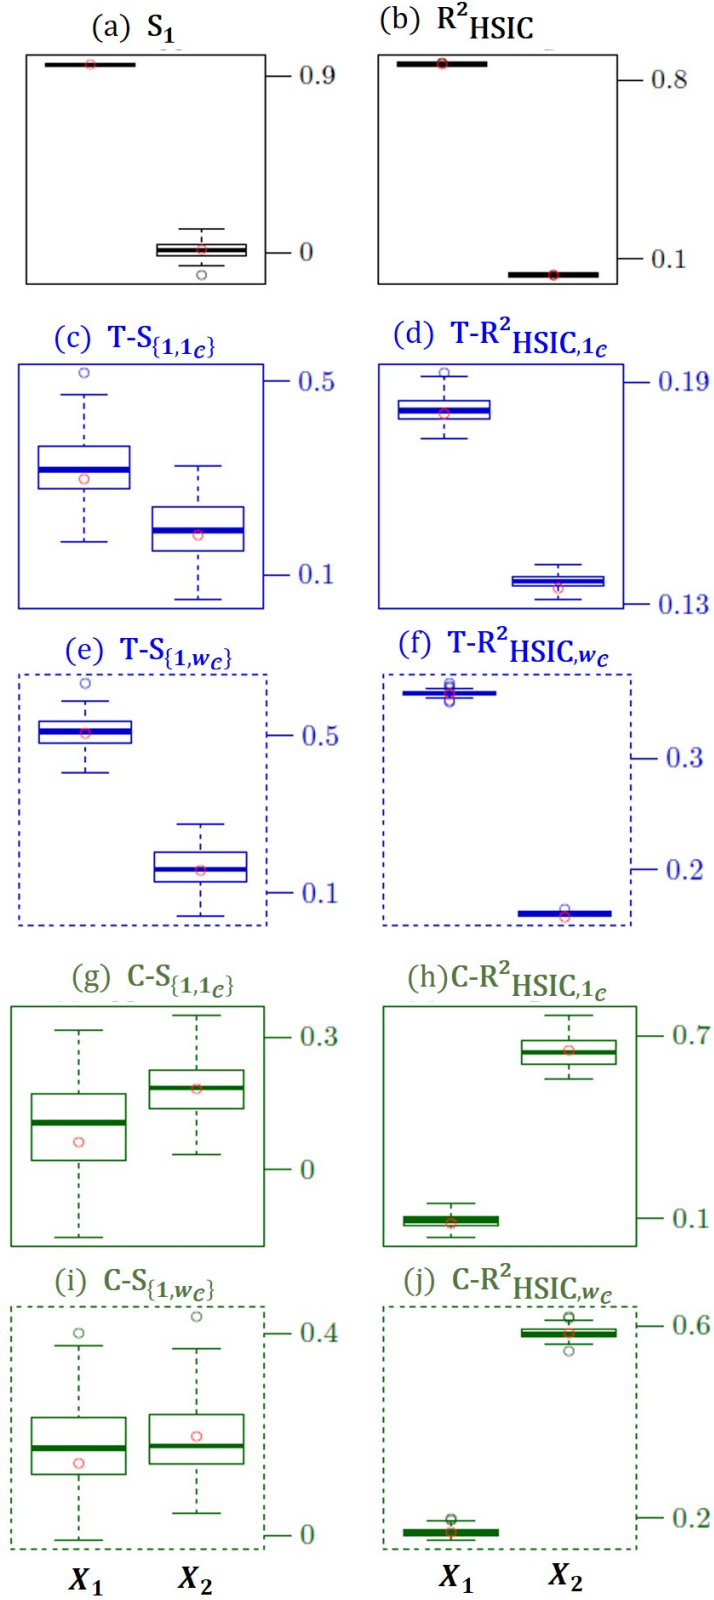 (a) S₁
(b) R²HSIC
0.9
0
0.8
0.1
(c) T-S{1,1𝒸}
(d) T-R²HSIC,1𝒸
0.5
0.1
0.19
0.13
(e) T-S{1,w𝒸}
(f) T-R²HSIC,w𝒸
0.5
0.1
0.3
0.2
(g) C-S{1,1𝒸}
(h) C-R²HSIC,1𝒸
0.3
0
0.7
0.1
(i) C-S{1,w𝒸}
(j) C-R²HSIC,w𝒸
0.4
0
0.6
0.2
X₁ X₂
X₁ X₂